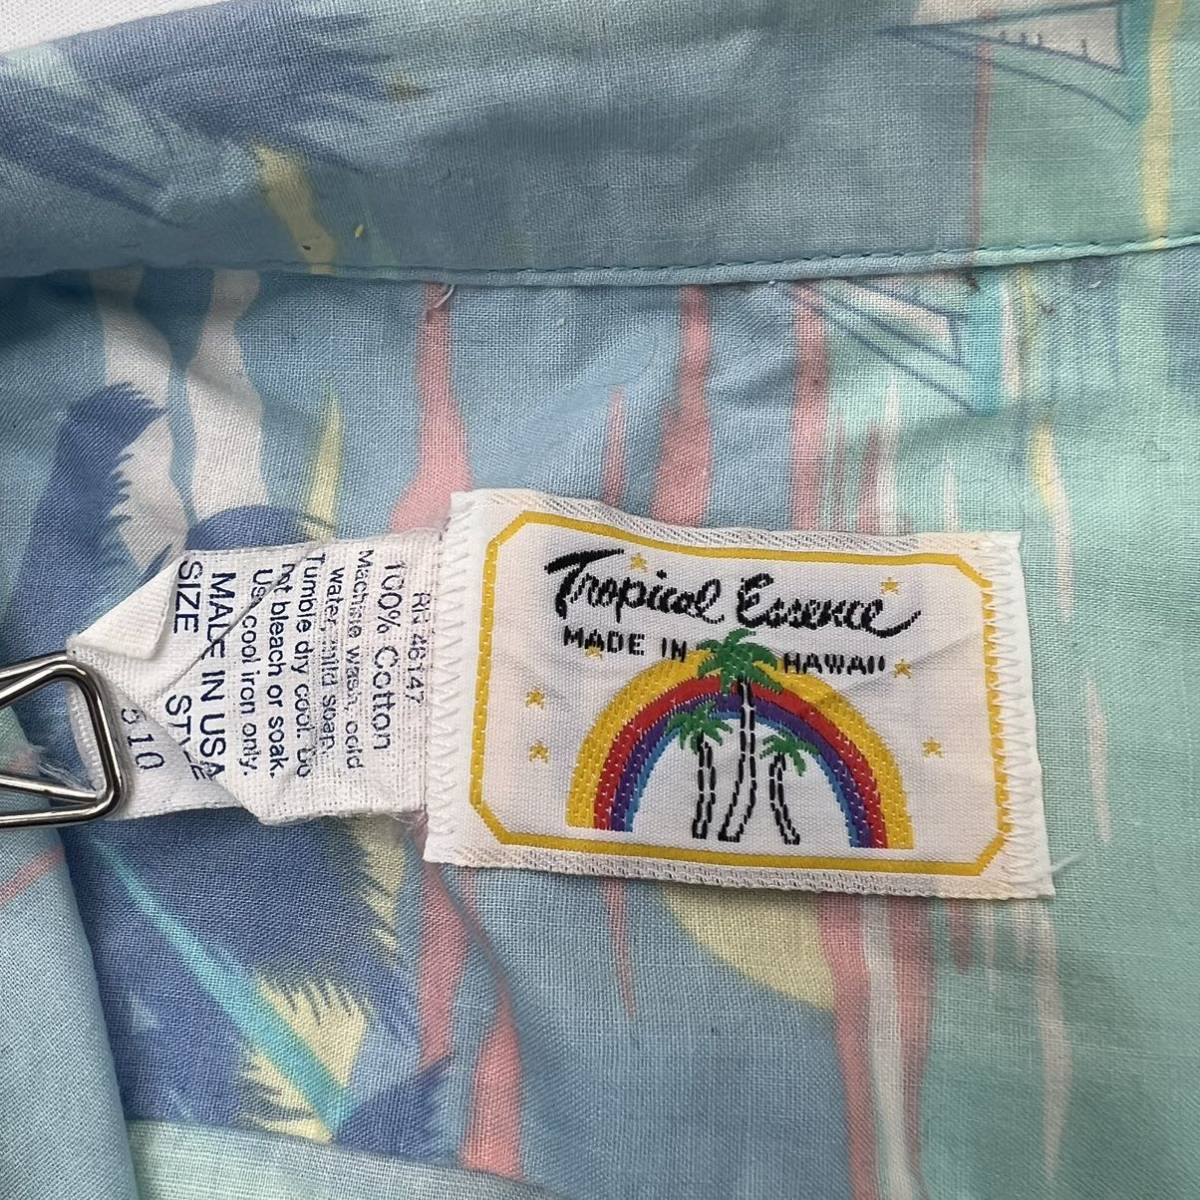 Tropical Essence
MADE IN HAWAII
RN 46147
100% Cotton
Machine wash, cold
water, mild soap.
Tumble dry cool. Do
not bleach or soak.
Use cool iron only.
MADE IN USA
SIZE STYLE
510